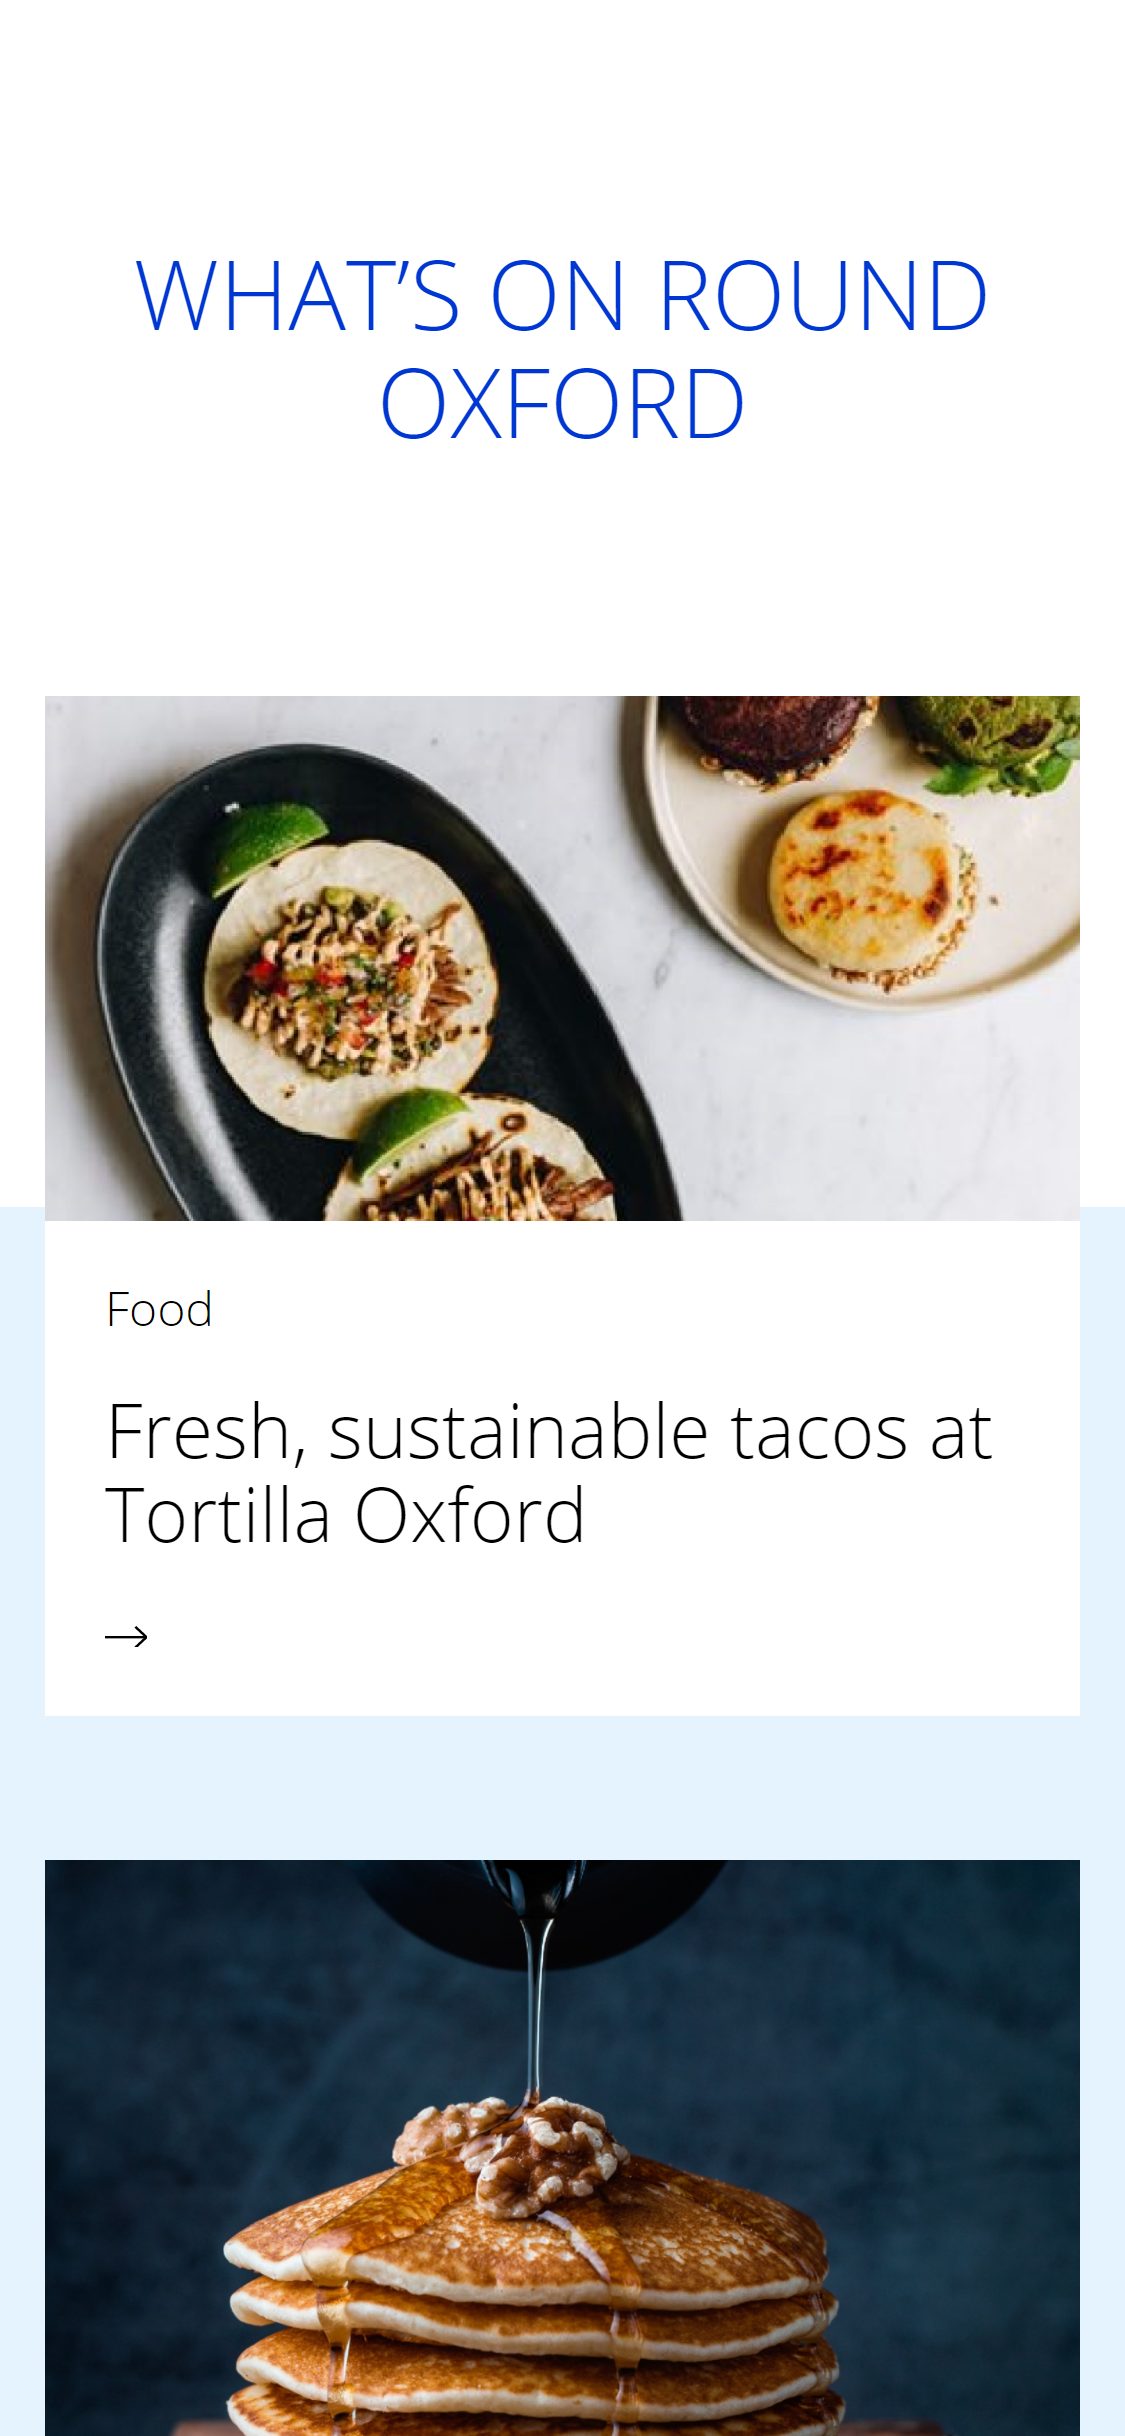 WHAT’S ON ROUND
OXFORD
Food
Fresh, sustainable tacos at
Tortilla Oxford